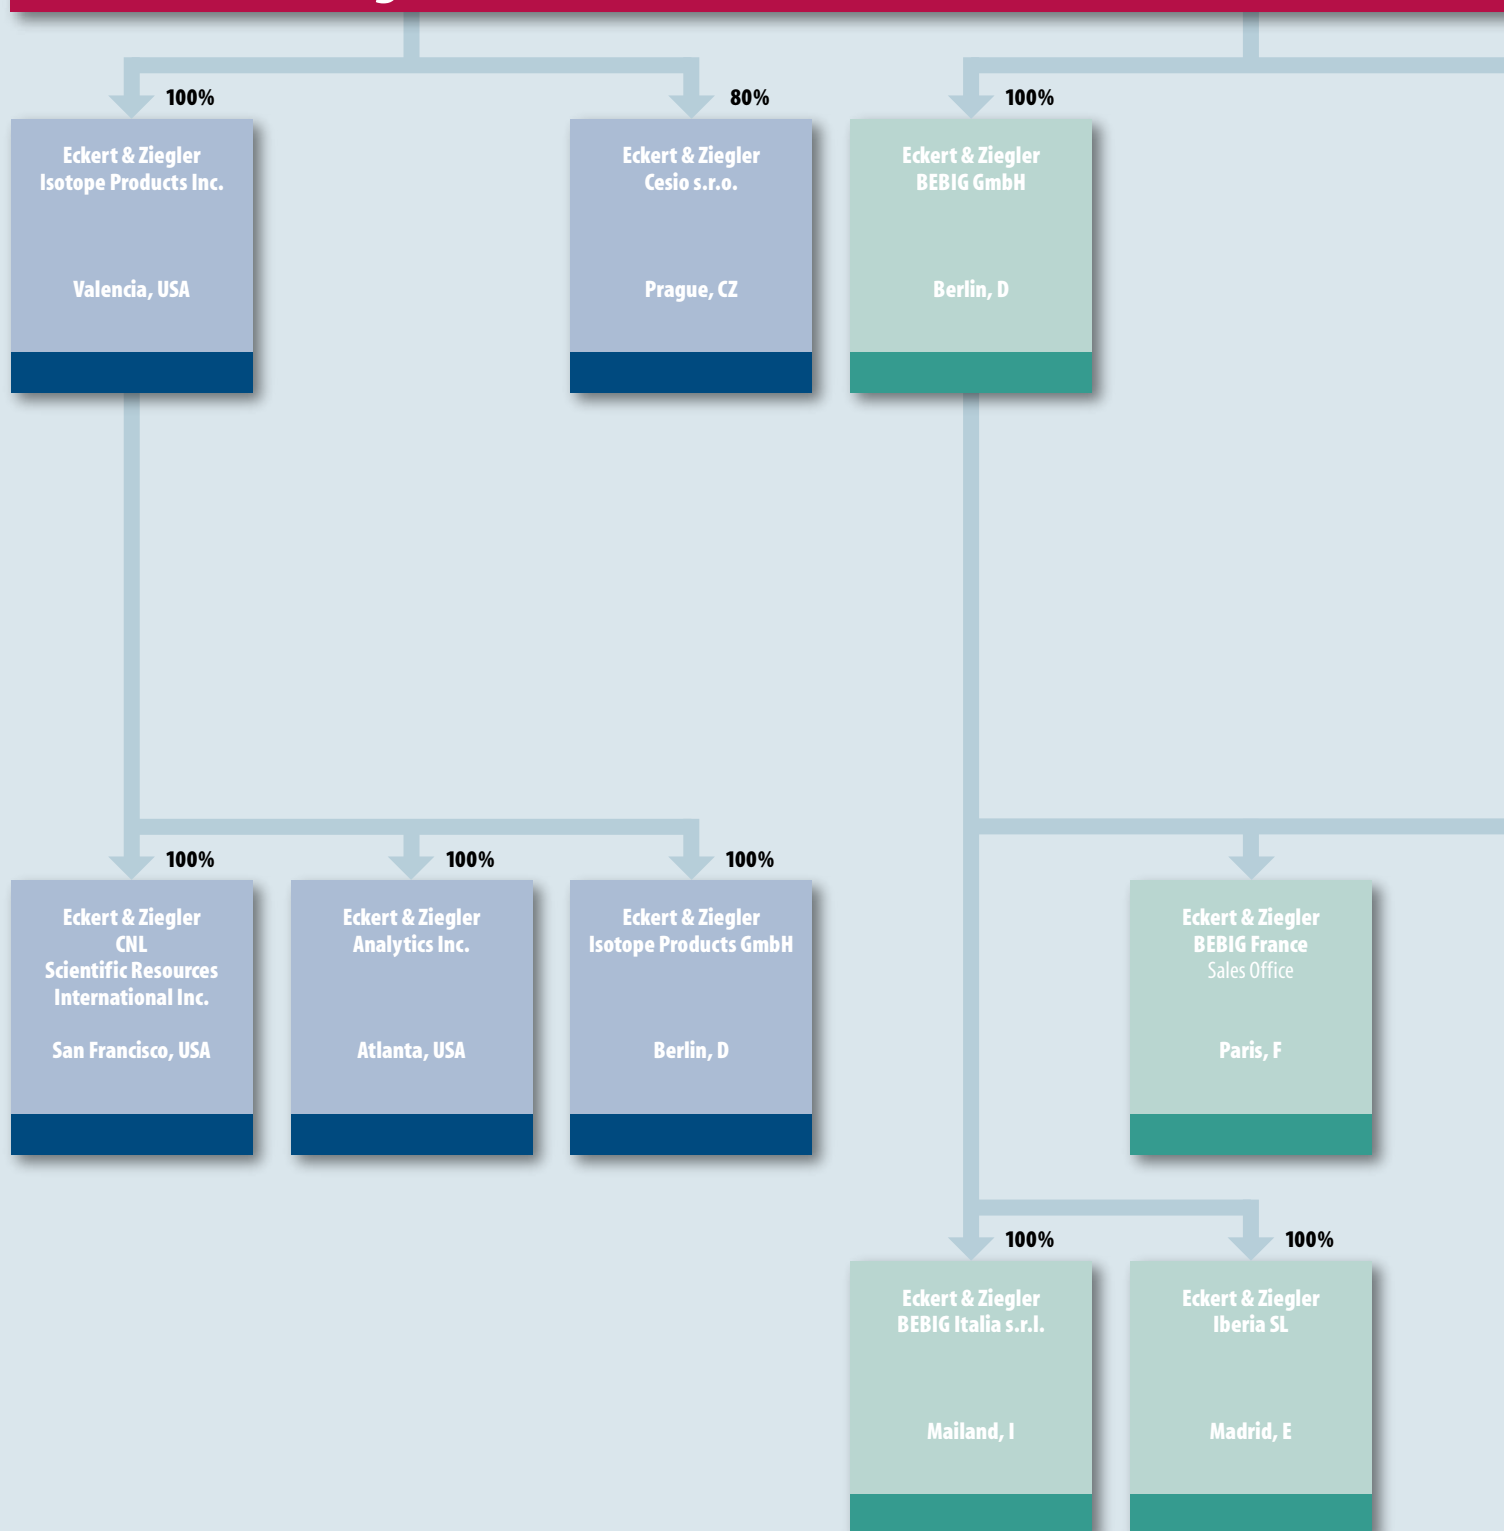 100%
80%
100%
Eckert & Ziegler
Isotope Products Inc.
Valencia, USA
Eckert & Ziegler
Cesio s.r.o.
Prague, CZ
Eckert & Ziegler
BEBIG GmbH
Berlin, D
100%
100%
100%
Eckert & Ziegler
CNL
Scientific Resources
International Inc.
San Francisco, USA
Eckert & Ziegler
Analytics Inc.
Atlanta, USA
Eckert & Ziegler
Isotope Products GmbH
Berlin, D
Eckert & Ziegler
BEBIG France
Sales Office
Paris, F
100%
100%
Eckert & Ziegler
BEBIG Italia s.r.l.
Mailand, I
Eckert & Ziegler
Iberia SL
Madrid, E